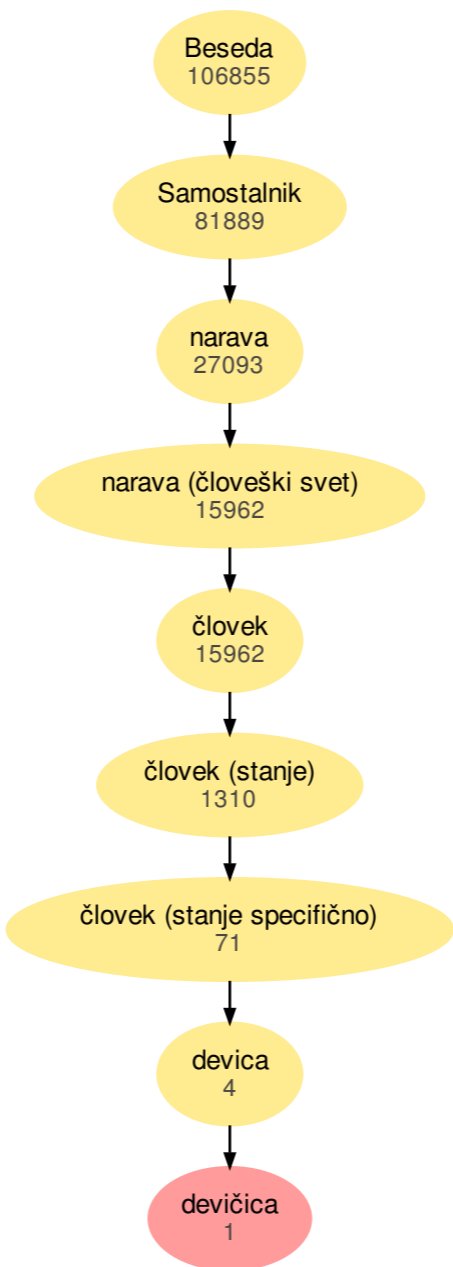 Beseda
106855
Samostalnik
81889
narava
27093
narava (človeški svet)
15962
človek
15962
človek (stanje)
1310
človek (stanje specifično)
71
devica
4
devičica
1